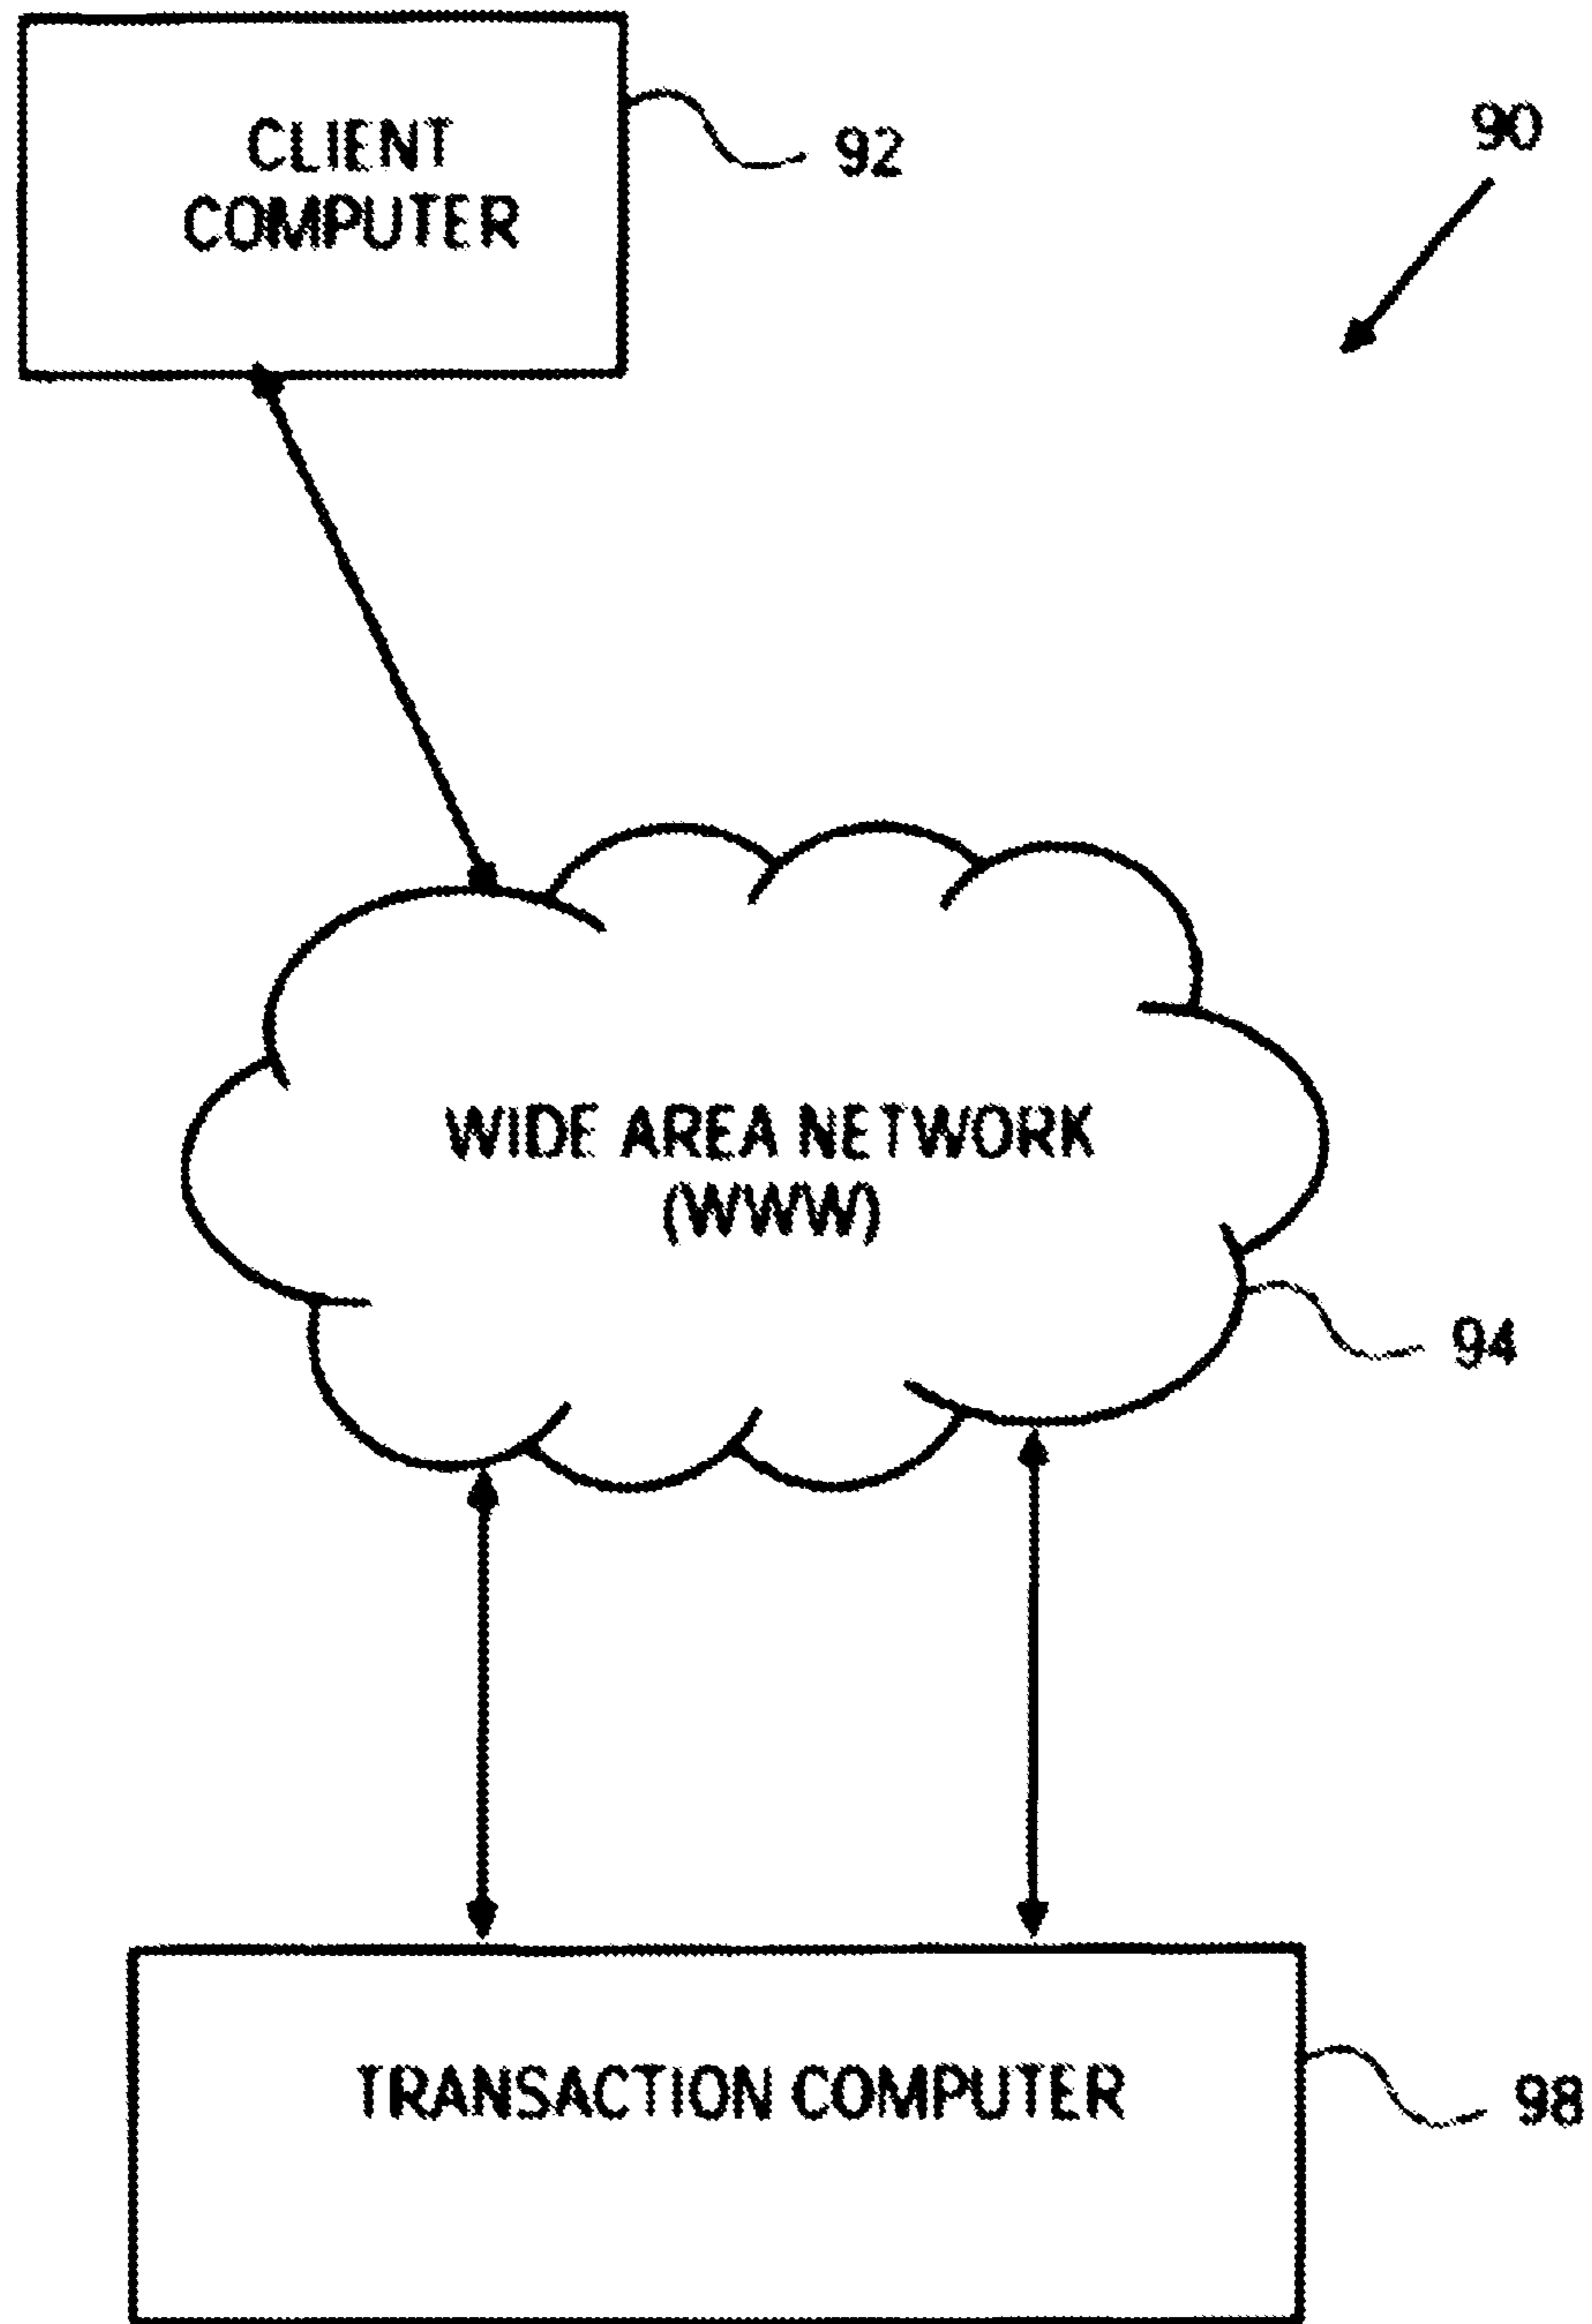 CLIENT
COMPUTER
92
90
WIDE AREA NETWORK
(WWW)
94
TRANSACTION COMPUTER
98